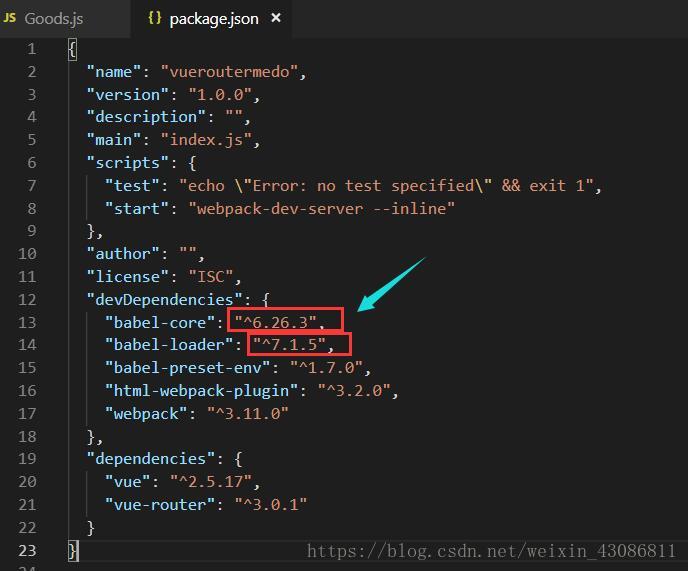 JS Goods.js {} package.json ×
1 {
2 "name": "vueroutermedo",
3 "version": "1.0.0",
4 "description": "",
5 "main": "index.js",
6 "scripts": {
7 "test": "echo \"Error: no test specified\" && exit 1",
8 "start": "webpack-dev-server --inline"
9 },
10 "author": "",
11 "license": "ISC",
12 "devDependencies": {
13 "babel-core": "^6.26.3",
14 "babel-loader": "^7.1.5",
15 "babel-preset-env": "^1.7.0",
16 "html-webpack-plugin": "^3.2.0",
17 "webpack": "^3.11.0"
18 },
19 "dependencies": {
20 "vue": "^2.5.17",
21 "vue-router": "^3.0.1"
22 }
23 }
https://blog.csdn.net/weixin_43086811
24